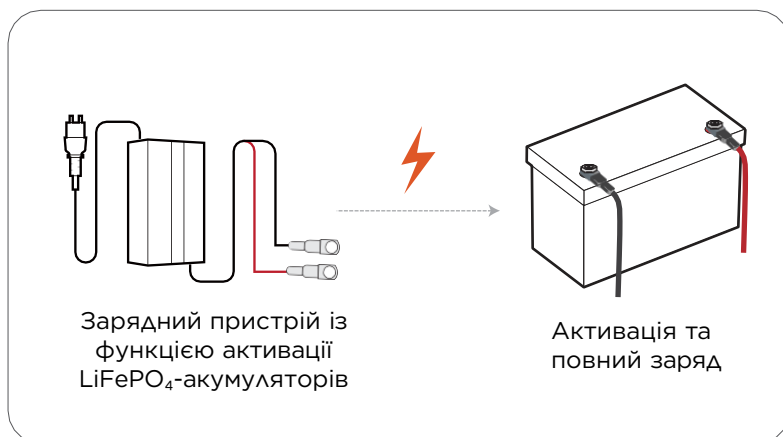 Зарядний пристрій із
функцією активації
LiFePO₄-акумуляторів
Активація та
повний заряд